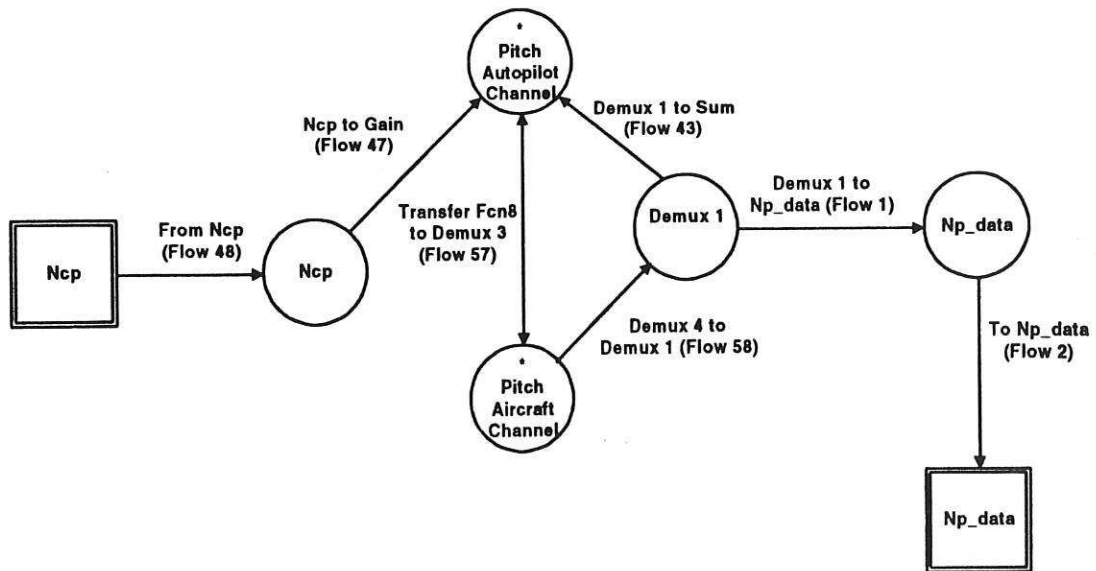 *
Pitch
Autopilot
Channel
Ncp to Gain
(Flow 47)
Demux 1 to Sum
(Flow 43)
Demux 1 to
Np_data (Flow 1)
Transfer Fcn8
to Demux 3
(Flow 57)
Demux 1
Np_data
From Ncp
(Flow 48)
Ncp
Ncp
Demux 4 to
Demux 1 (Flow 58)
To Np_data
(Flow 2)
*
Pitch
Aircraft
Channel
Np_data